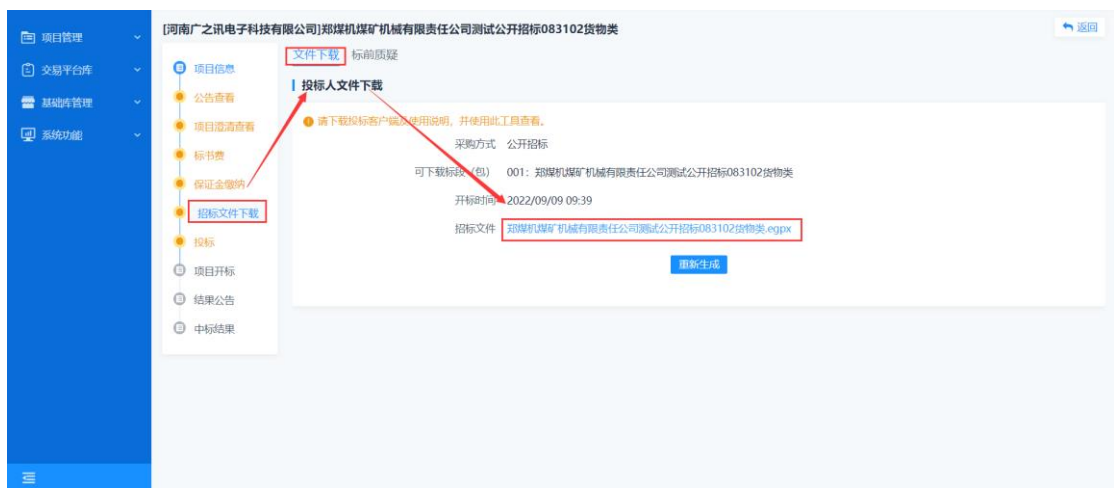 [河南广之讯电子科技有限公司]郑煤机煤矿机械有限责任公司测试公开招标083102货物类
返回
项目管理
交易平台库
基础库管理
系统功能
项目信息
公告查看
项目澄清查看
标书费
保证金缴纳
招标文件下载
投标
项目开标
结果公告
中标结果
文件下载 标前质疑
投标人文件下载
请下载投标客户端及使用说明，并使用此工具查看。
采购方式 公开招标
可下载标段（包） 001：郑煤机煤矿机械有限责任公司测试公开招标083102货物类
开标时间 2022/09/09 09:39
招标文件 郑煤机煤矿机械有限责任公司测试公开招标083102货物类.egpx
重新生成